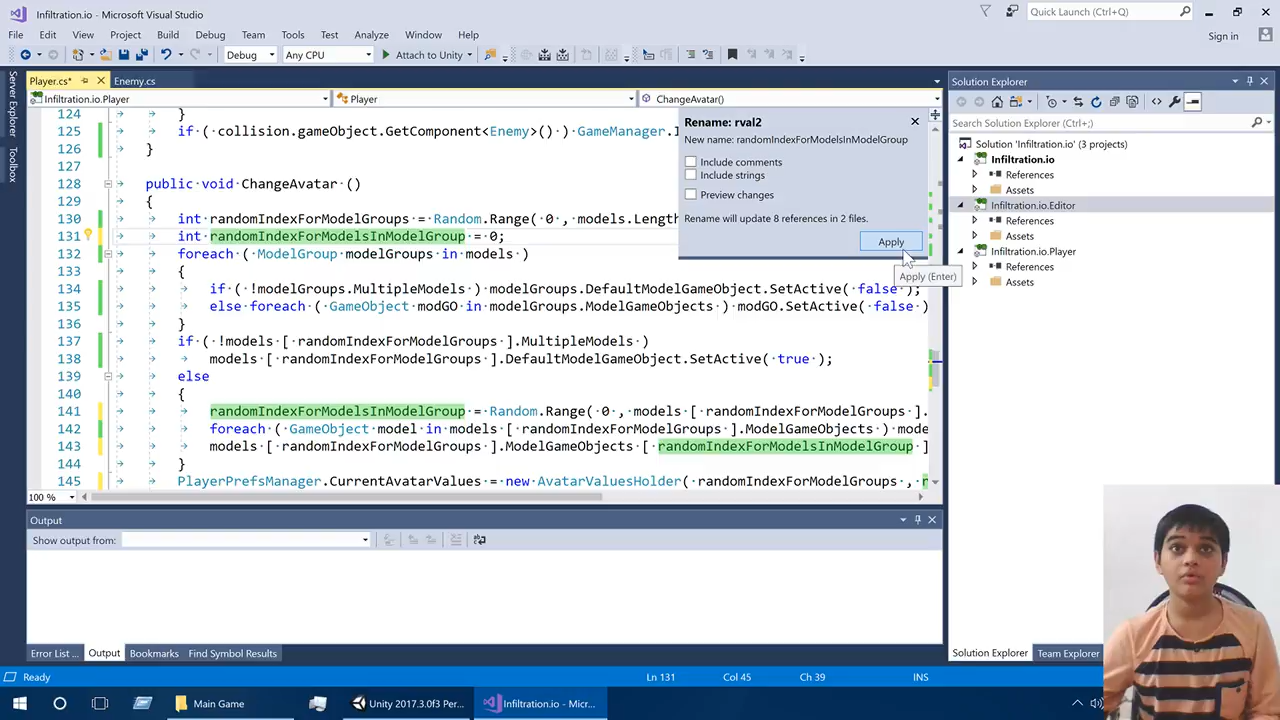 Infiltration.io - Microsoft Visual Studio
Quick Launch (Ctrl+Q)
File Edit View Project Build Debug Team Tools Test Analyze Window Help
Sign in
Debug Any CPU Attach to Unity
Server Explorer
Toolbox
Player.cs* Enemy.cs
Infiltration.io.Player Player ChangeAvatar()
124 }
125 if ( collision.gameObject.GetComponent<Enemy>() ) GameManager.
126 }
127
128 public void ChangeAvatar ()
129 {
130 int randomIndexForModelGroups = Random.Range( 0 , models.Length
131 int randomIndexForModelsInModelGroup = 0;
132 foreach ( ModelGroup modelGroups in models )
133 {
134 if ( !modelGroups.MultipleModels ) modelGroups.DefaultModelGameObject.SetActive( false );
135 else foreach ( GameObject modGO in modelGroups.ModelGameObjects ) modGO.SetActive( false
136 }
137 if ( !models [ randomIndexForModelGroups ].MultipleModels )
138 models [ randomIndexForModelGroups ].DefaultModelGameObject.SetActive( true );
139 else
140 {
141 randomIndexForModelsInModelGroup = Random.Range( 0 , models [ randomIndexForModelGroups ].
142 foreach ( GameObject model in models [ randomIndexForModelGroups ].ModelGameObjects ) mode
143 models [ randomIndexForModelGroups ].ModelGameObjects [ randomIndexForModelsInModelGroup ]
144 }
145 PlayerPrefsManager.CurrentAvatarValues = new AvatarValuesHolder( randomIndexForModelGroups , r
100 %
Rename: rval2
New name: randomIndexForModelsInModelGroup
Include comments
Include strings
Preview changes
Rename will update 8 references in 2 files.
Apply
Apply (Enter)
Solution Explorer
Search Solution Explorer (Ctrl+;)
Solution 'Infiltration.io' (3 projects)
Infiltration.io
References
Assets
Infiltration.io.Editor
References
Assets
Infiltration.io.Player
References
Assets
Output
Show output from:
Error List ... Output Bookmarks Find Symbol Results
Solution Explorer Team Explorer
Ready Ln 131 Col 45 Ch 39 INS
Main Game Unity 2017.3.0f3 Per... Infiltration.io - Micr...